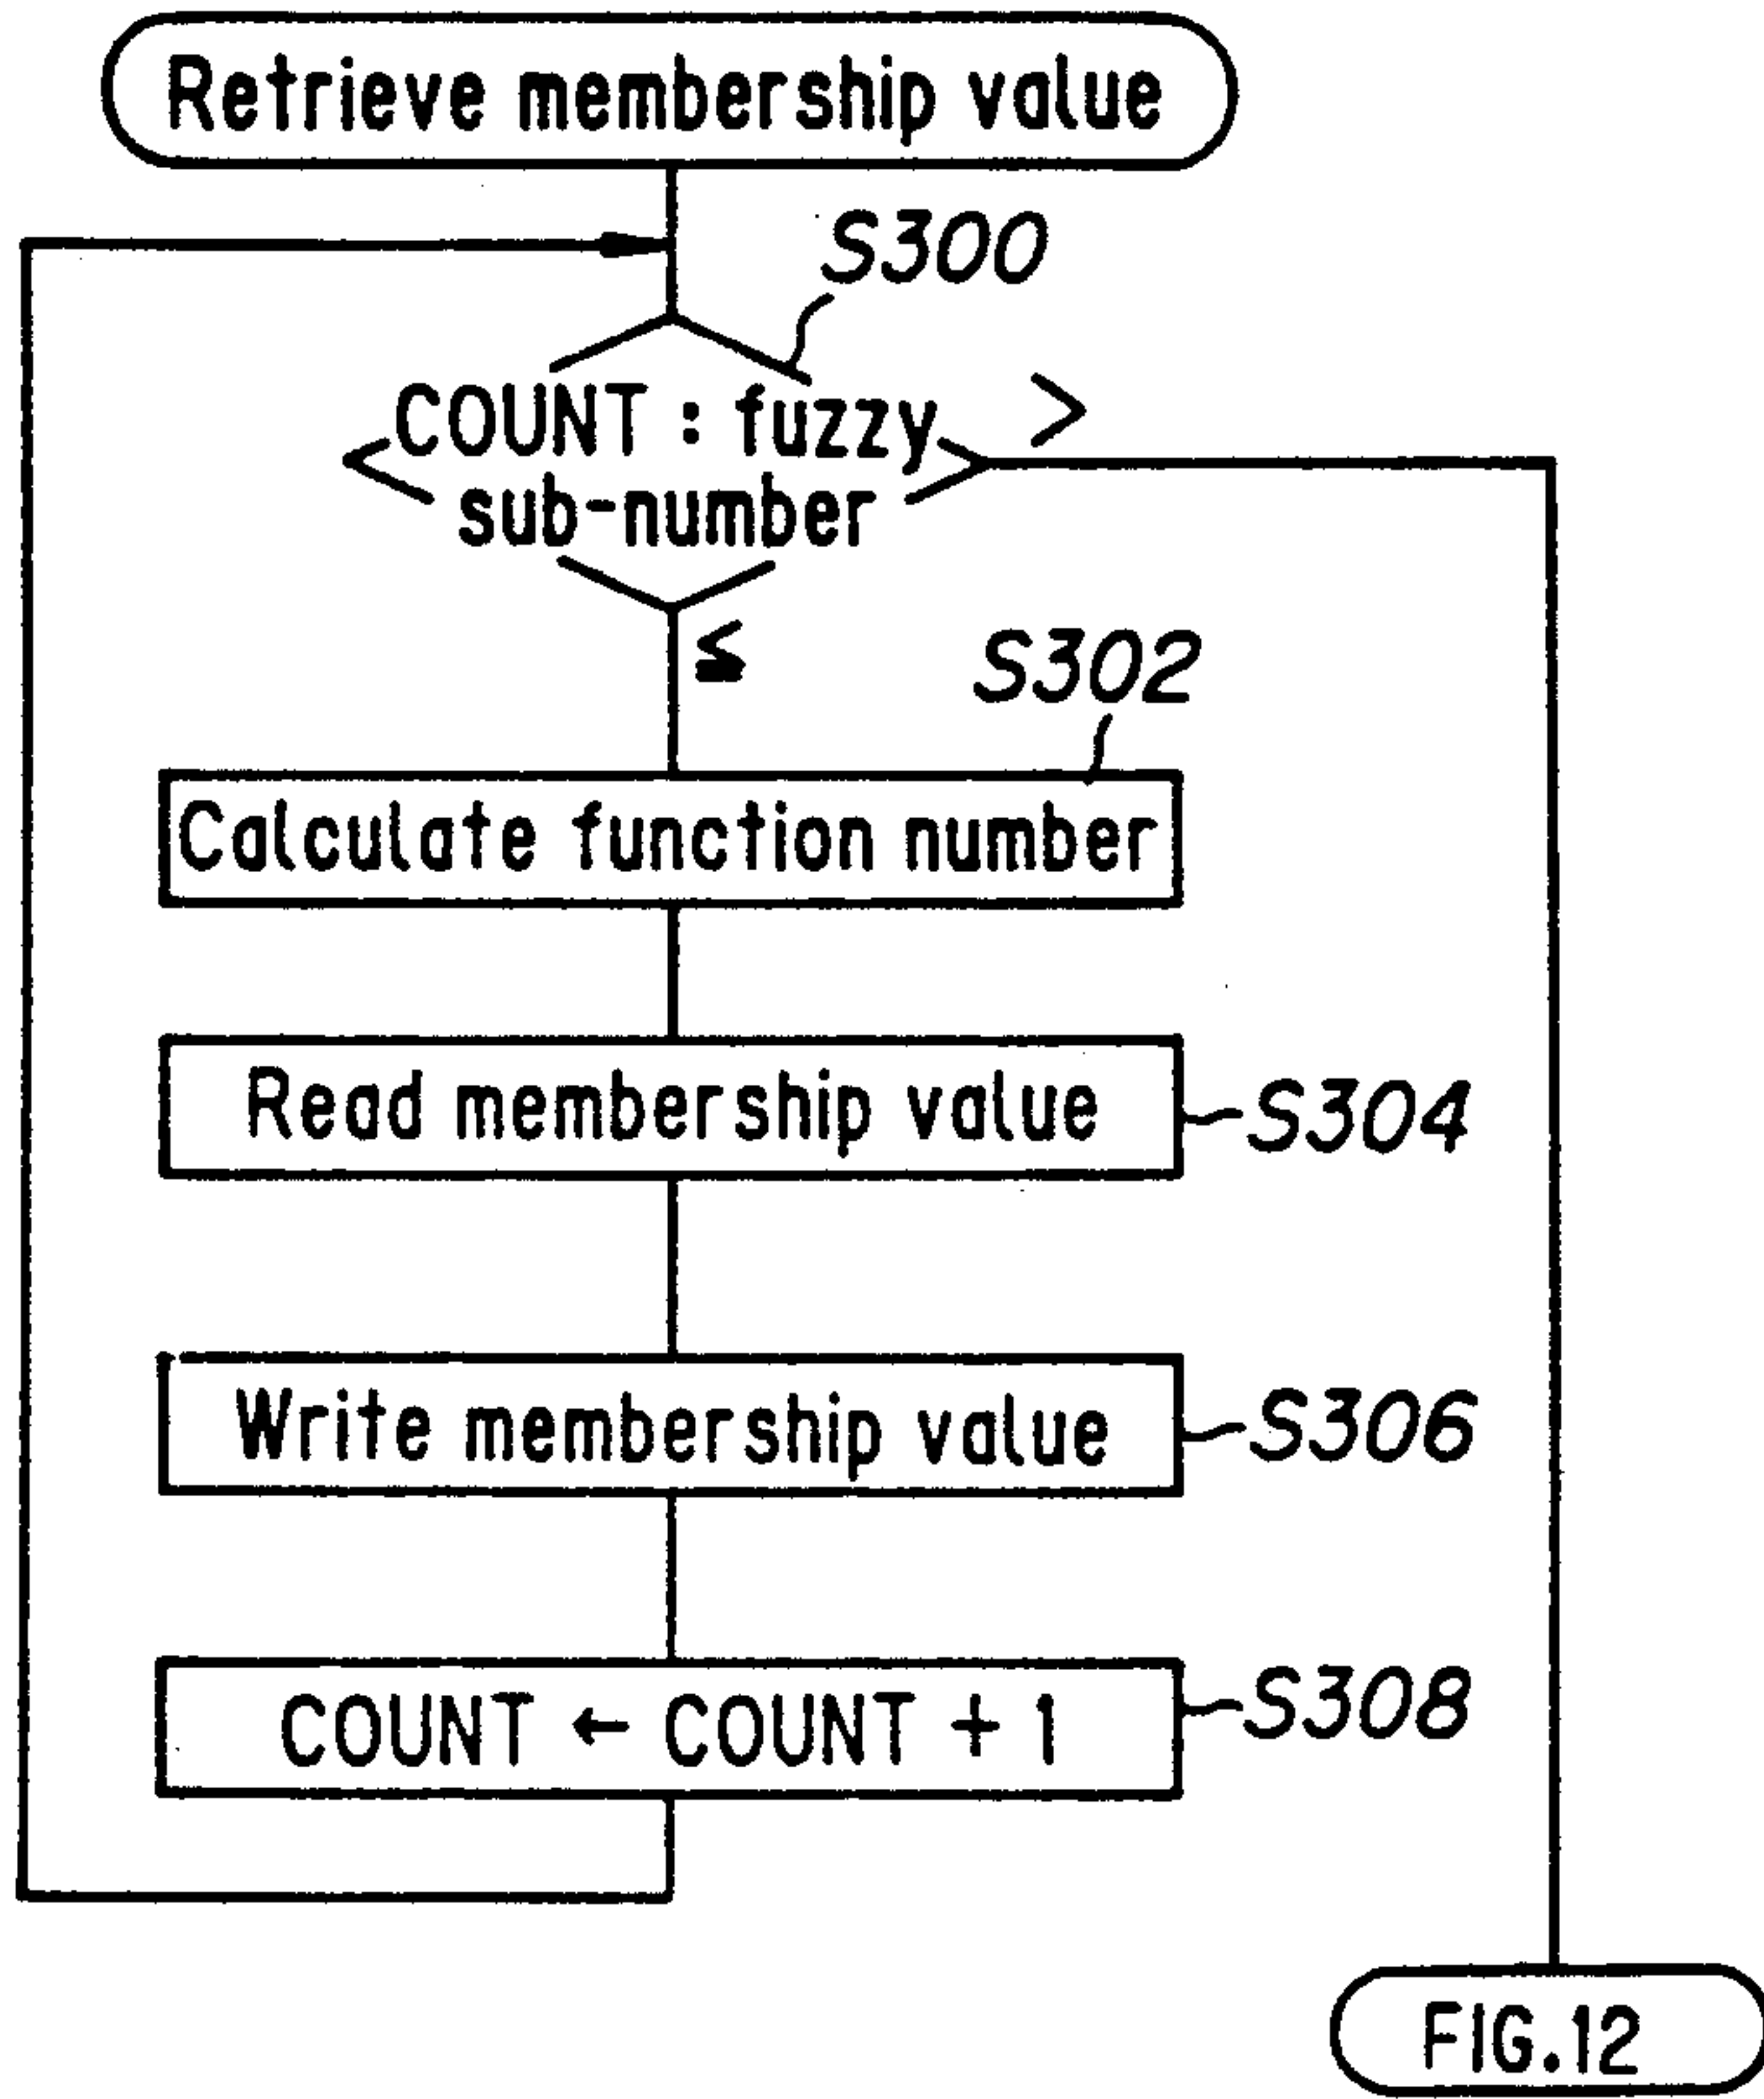 Retrieve membership value
S300
COUNT : fuzzy
sub-number
>
≤
S302
Calculate function number
Read membership value
S304
Write membership value
S306
COUNT ← COUNT + 1
S308
FIG.12